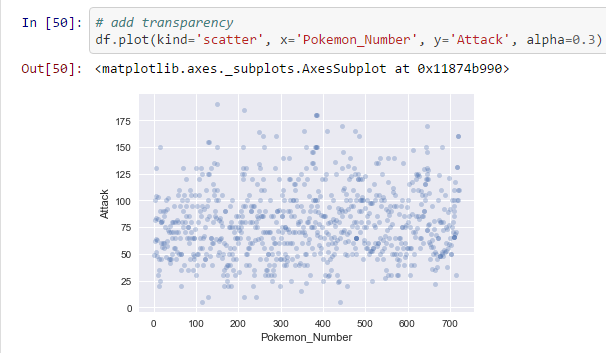 In [50]: # add transparency
df.plot(kind='scatter', x='Pokemon_Number', y='Attack', alpha=0.3)
Out[50]: <matplotlib.axes._subplots.AxesSubplot at 0x11874b990>
175
150
125
100
75
50
25
0
Attack
0 100 200 300 400 500 600 700
Pokemon_Number